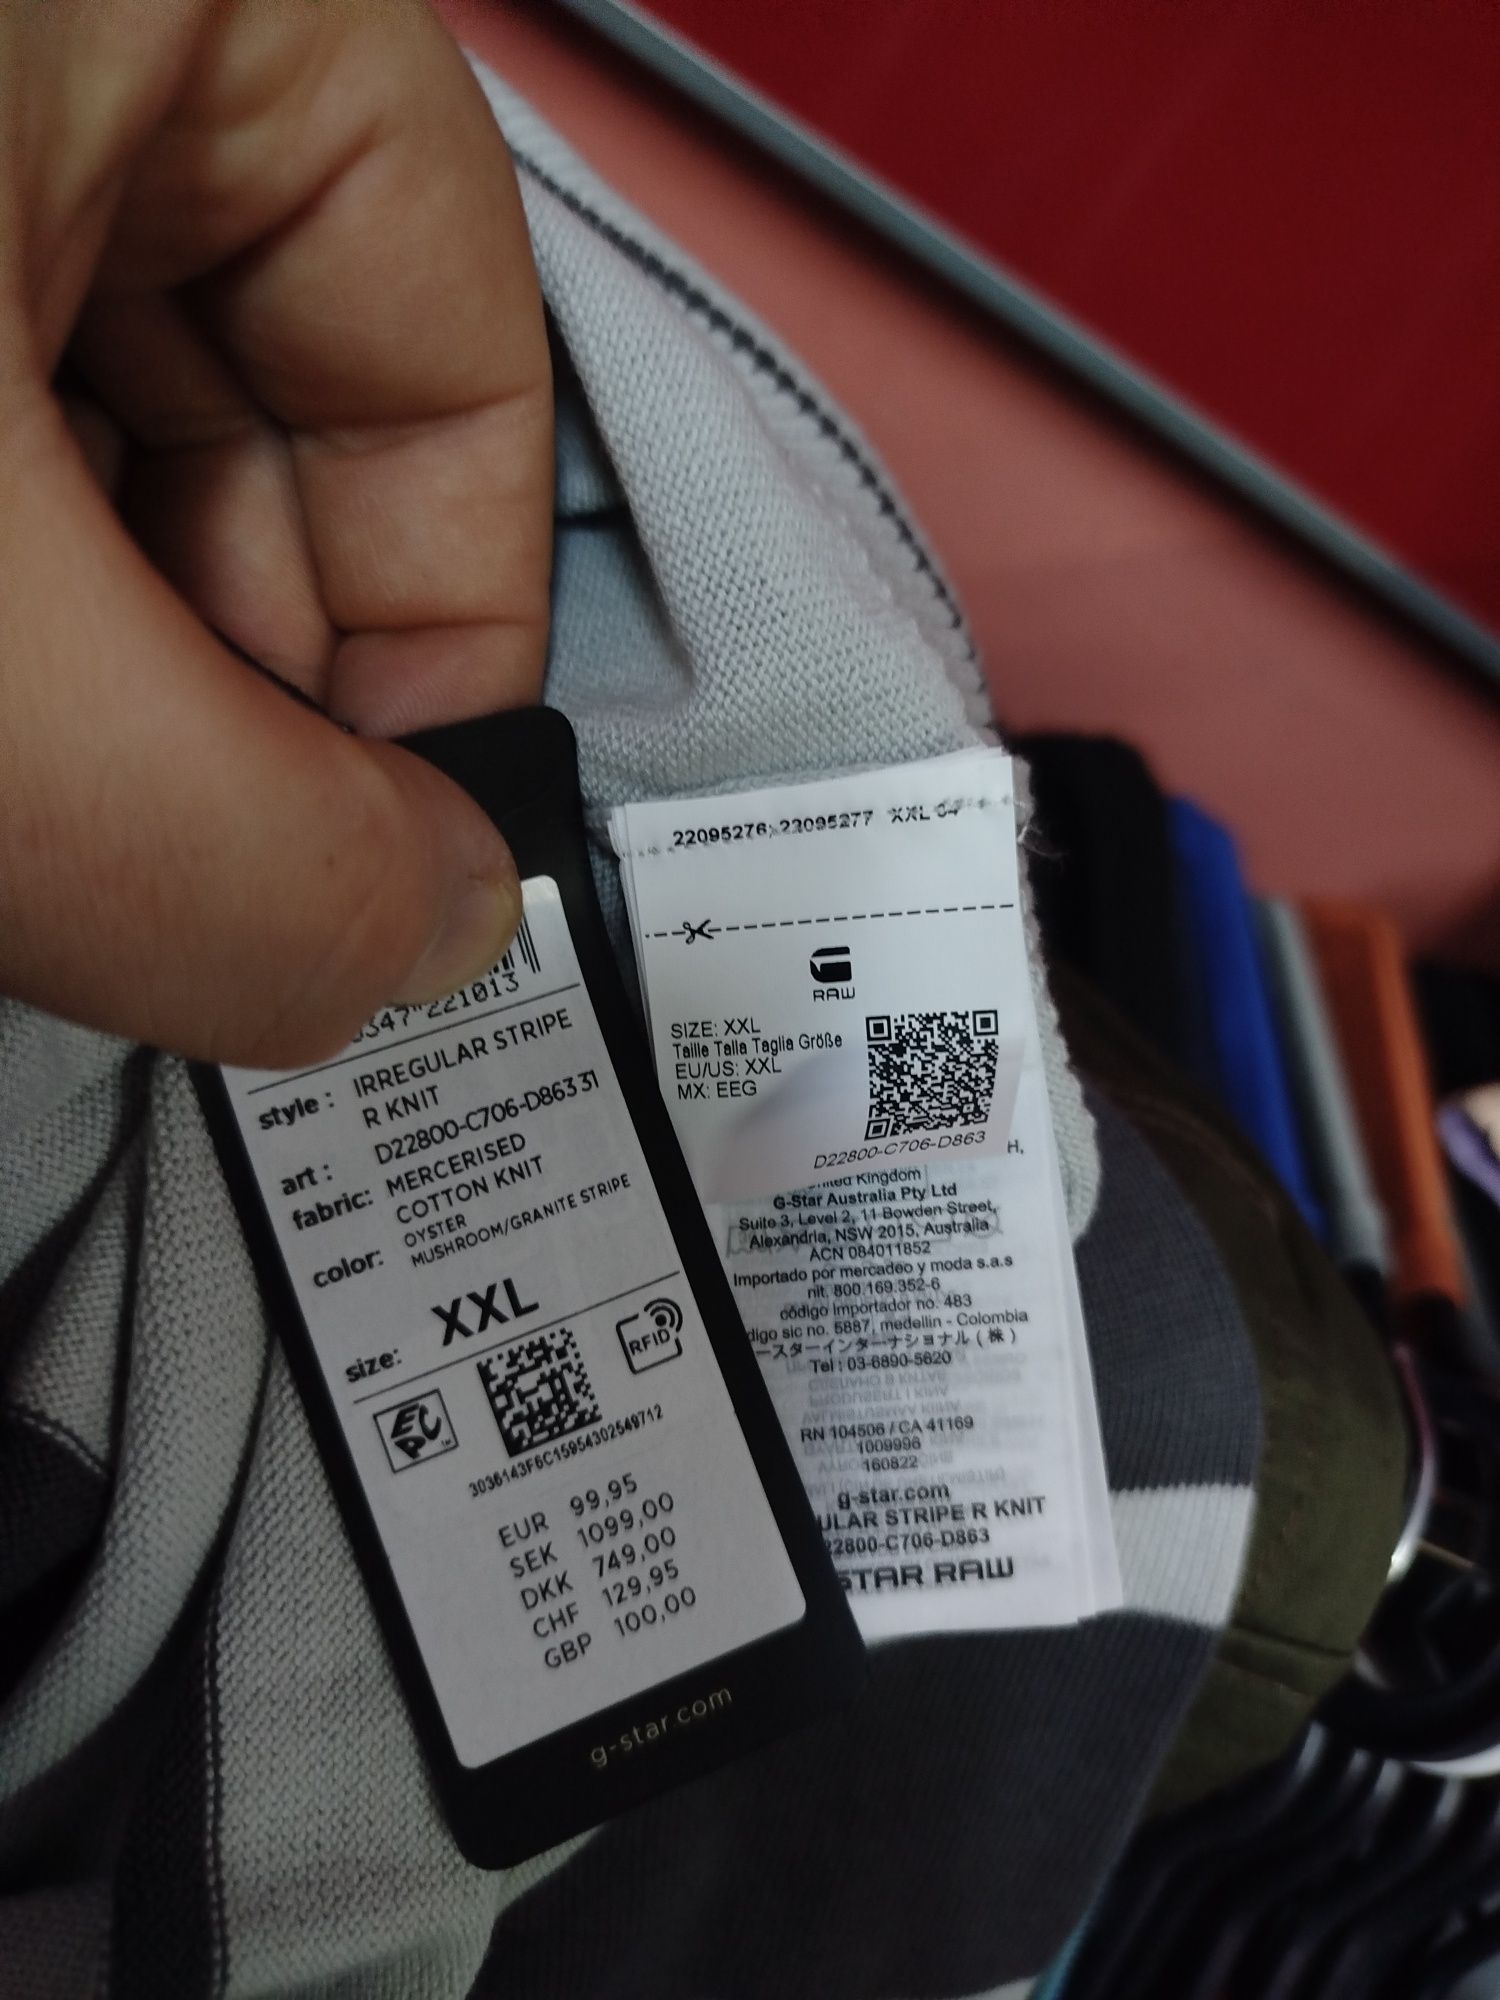 347"221013
style: IRREGULAR STRIPE
R KNIT
art: D22800-C706-D863 31
fabric: MERCERISED
COTTON KNIT
color: OYSTER
MUSHROOM/GRANITE STRIPE
size: XXL
EPC
RFID
3036143F6C15954302549712
EUR 99,95
SEK 1099,00
DKK 749,00
CHF 129,95
GBP 100,00
g-star.com
22095276; 22095277 XXL
RAW
SIZE: XXL
Taille Talla Taglia Größe
EU/US: XXL
MX: EEG
D22800-C706-D863
H,
Kingdom
G-Star Australia Pty Ltd
Suite 3, Level 2, 11 Bowden Street,
Alexandria, NSW 2015, Australia
ACN 084011852
Importado por mercadeo y moda s.a.s
nit. 800.169.352-6
código importador no. 483
digo sic no. 5887, medellin - Colombia
ースターインターナショナル(株)
Tel : 03-6890-5620
RN 104506 / CA 41169
1009996
160822
g-star.com
ULAR STRIPE R KNIT
22800-C706-D863
STAR RAW